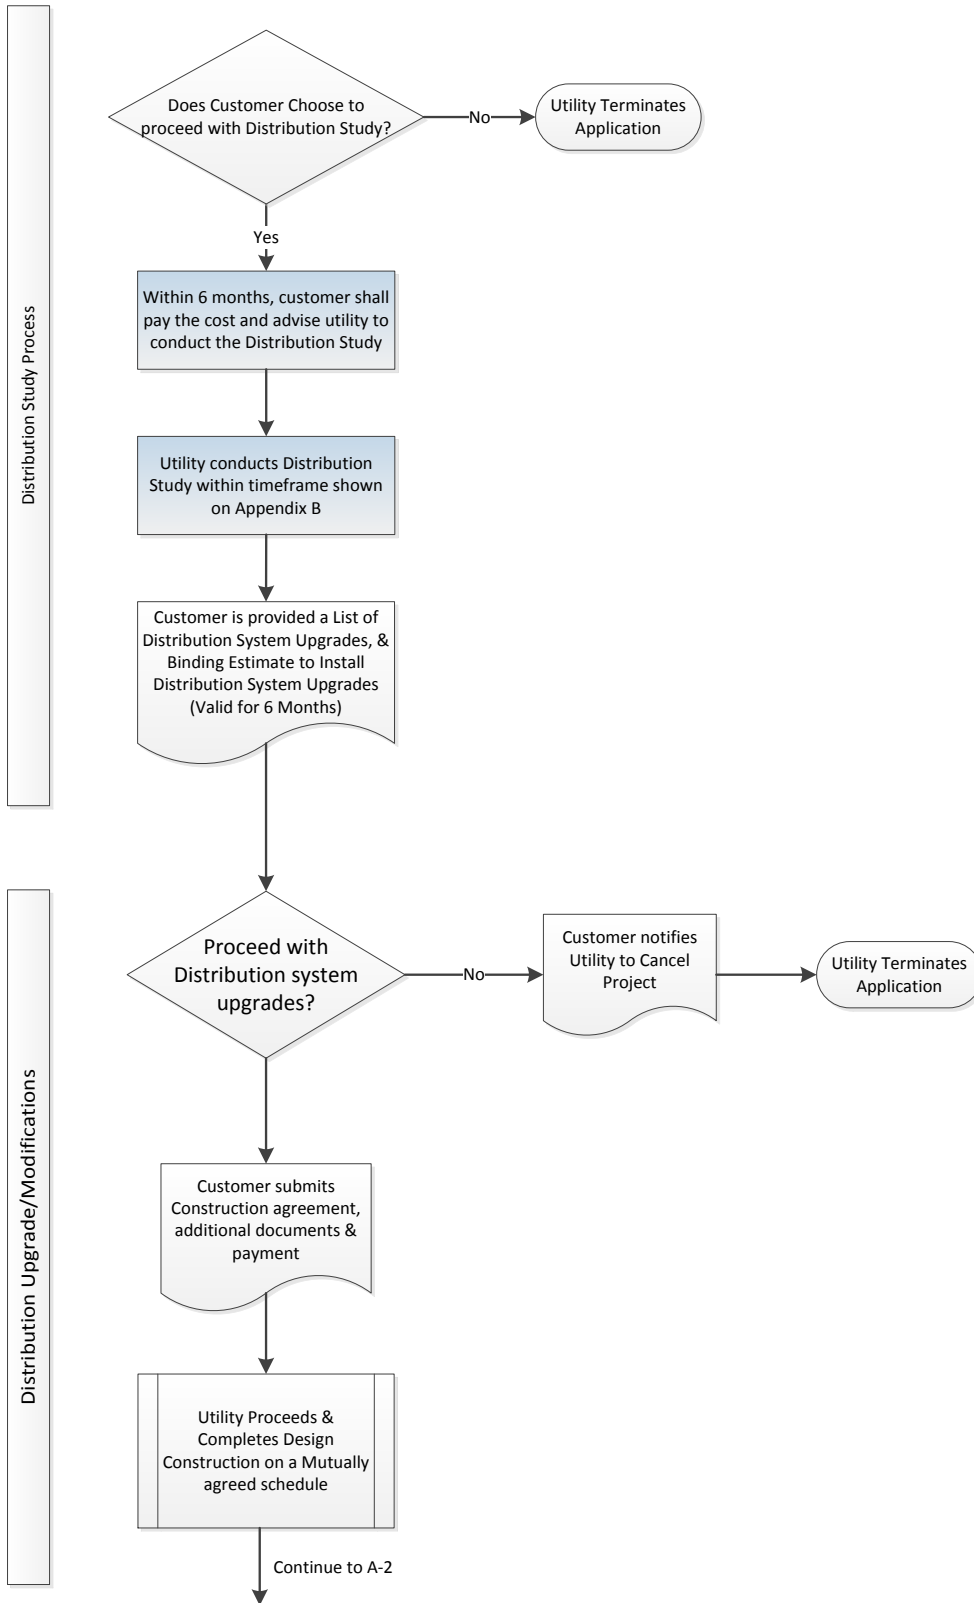 Distribution Study Process
Does Customer Choose to
proceed with Distribution Study?
No
Utility Terminates
Application
Yes
Within 6 months, customer shall
pay the cost and advise utility to
conduct the Distribution Study
Utility conducts Distribution
Study within timeframe shown
on Appendix B
Customer is provided a List of
Distribution System Upgrades, &
Binding Estimate to Install
Distribution System Upgrades
(Valid for 6 Months)
Distribution Upgrade/Modifications
Proceed with
Distribution system
upgrades?
No
Customer notifies
Utility to Cancel
Project
Utility Terminates
Application
Customer submits
Construction agreement,
additional documents &
payment
Utility Proceeds &
Completes Design
Construction on a Mutually
agreed schedule
Continue to A-2